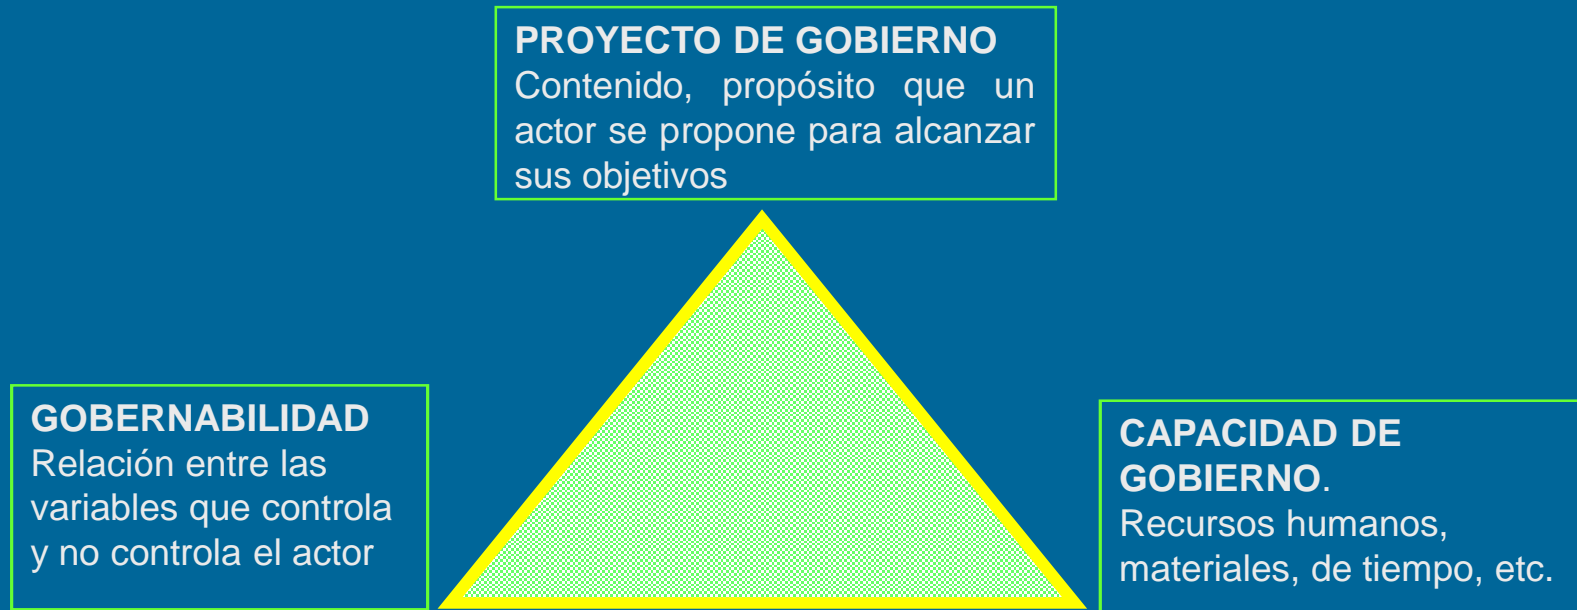 PROYECTO DE GOBIERNO
Contenido, propósito que un
actor se propone para alcanzar
sus objetivos
GOBERNABILIDAD
Relación entre las
variables que controla
y no controla el actor
CAPACIDAD DE
GOBIERNO.
Recursos humanos,
materiales, de tiempo, etc.